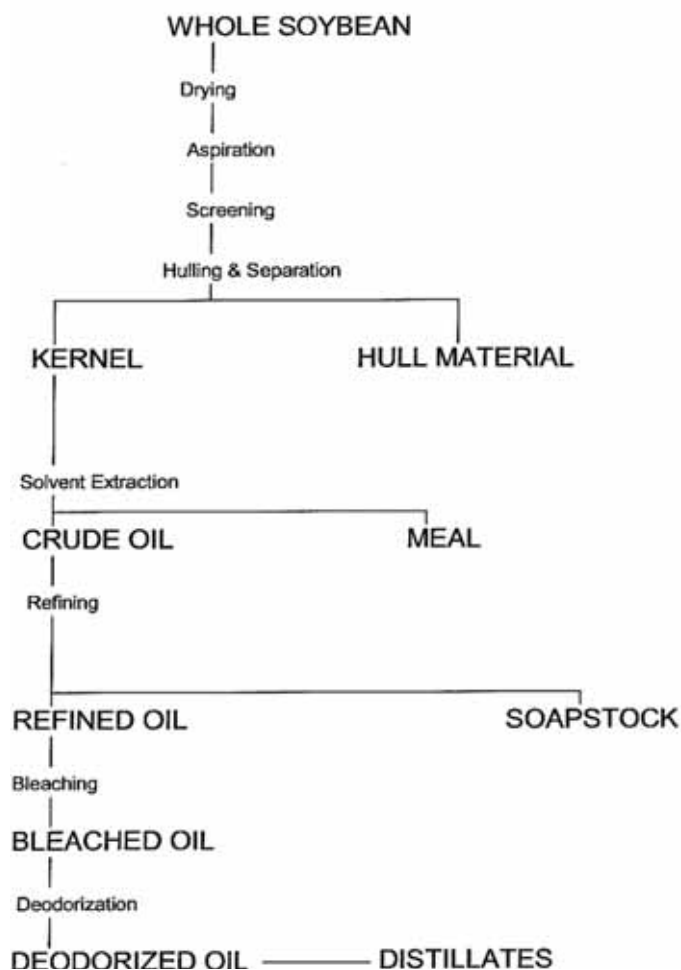 WHOLE SOYBEAN
Drying
Aspiration
Screening
Hulling & Separation
KERNEL HULL MATERIAL
Solvent Extraction
CRUDE OIL MEAL
Refining
REFINED OIL SOAPSTOCK
Bleaching
BLEACHED OIL
Deodorization
DEODORIZED OIL DISTILLATES